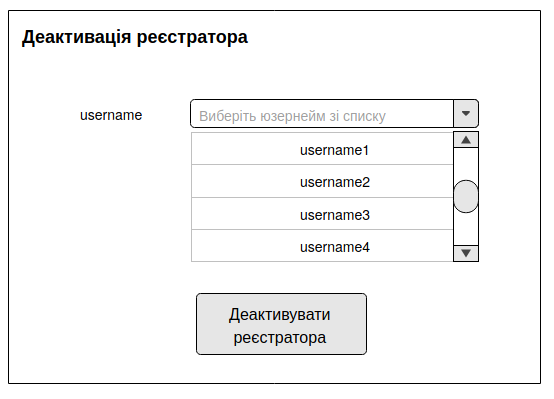 Деактивація реєстратора
username
Виберіть юзернейм зі списку
username1
username2
username3
username4
Деактивувати
реєстратора